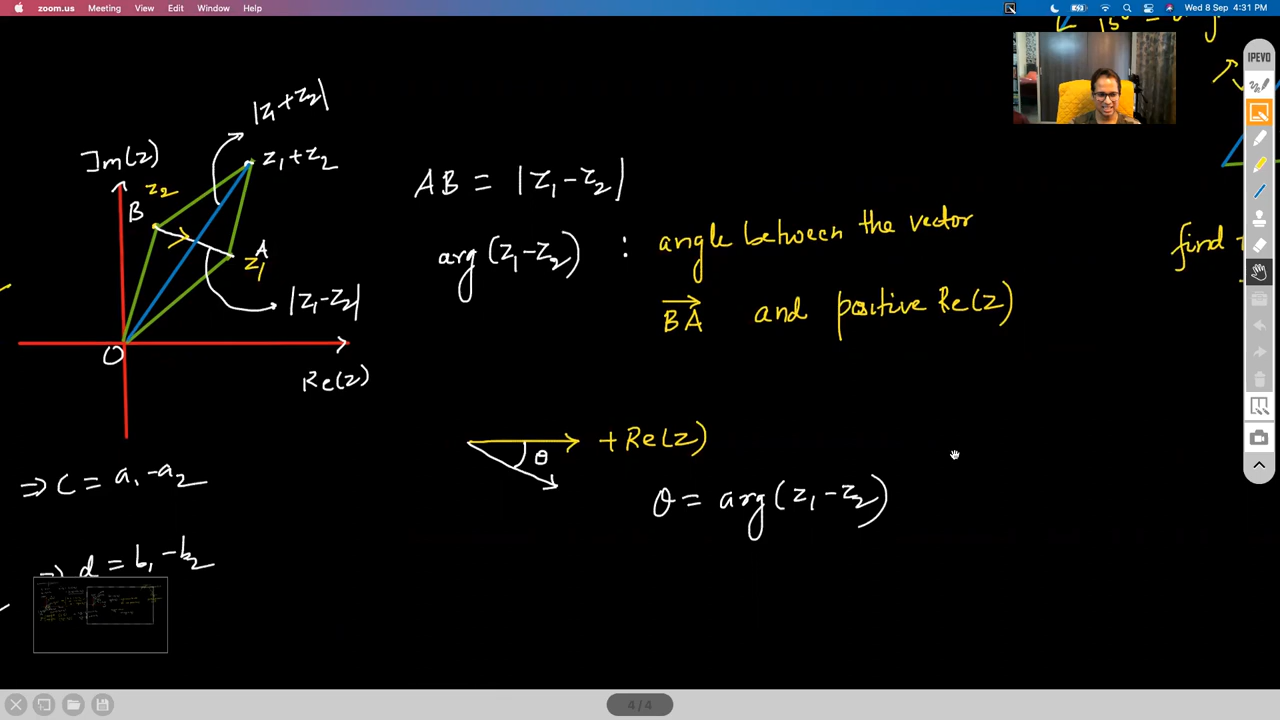 zoom.us Meeting View Edit Window Help
Wed 8 Sep 4:31 PM
IPEVO
15° =
|z₁+z₂|
Im(z)
z₁+z₂
z₂
B
A
z₁
|z₁-z₂|
O
Re(z)
AB = |z₁-z₂|
arg(z₁-z₂) : angle between the vector
BA and positive Re(z)
find
+Re(z)
θ
θ = arg(z₁-z₂)
⇒ c = a₁-a₂
⇒ d = b₁-b₂
4 / 4